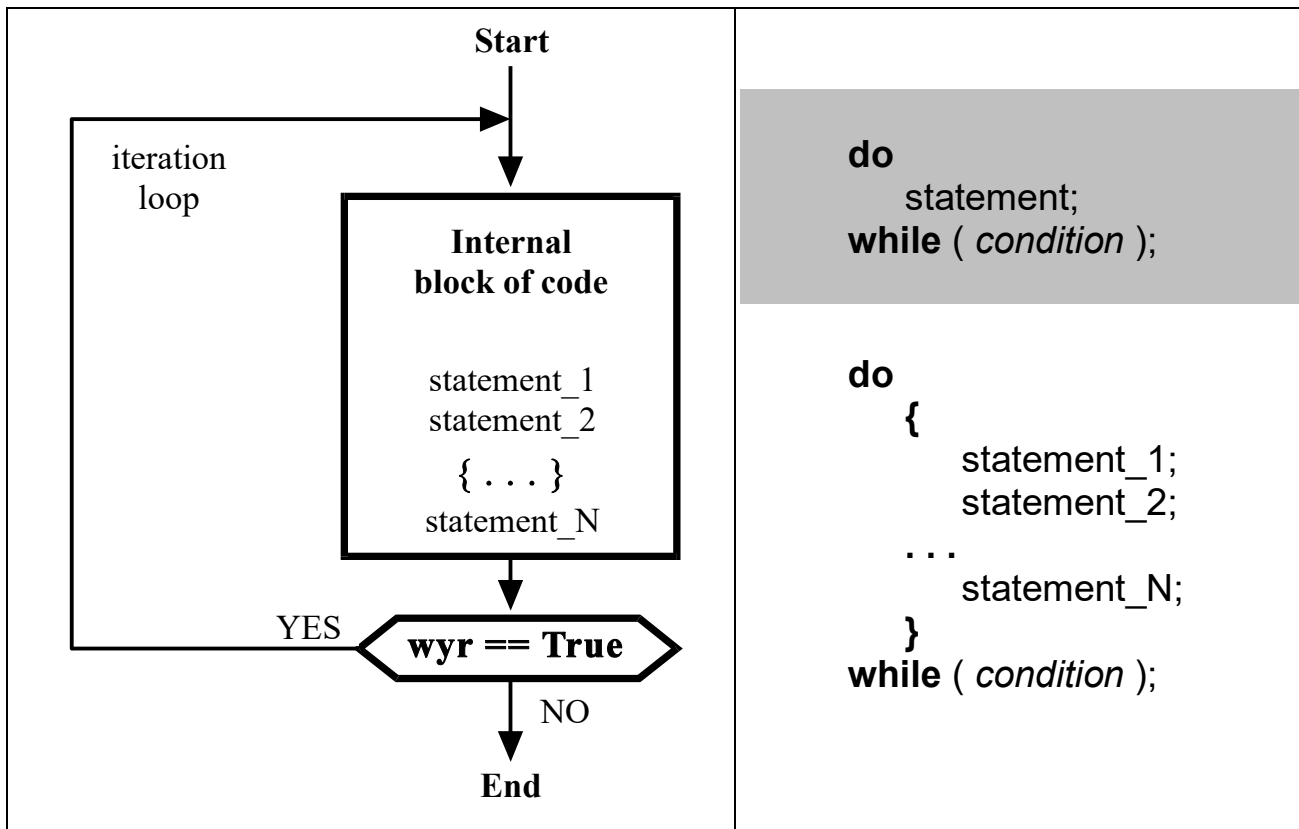 Start
iteration
loop
Internal
block of code
statement_1
statement_2
{ . . . }
statement_N
YES
wyr == True
NO
End
do
statement;
while ( condition );
do
{
statement_1;
statement_2;
. . .
statement_N;
}
while ( condition );